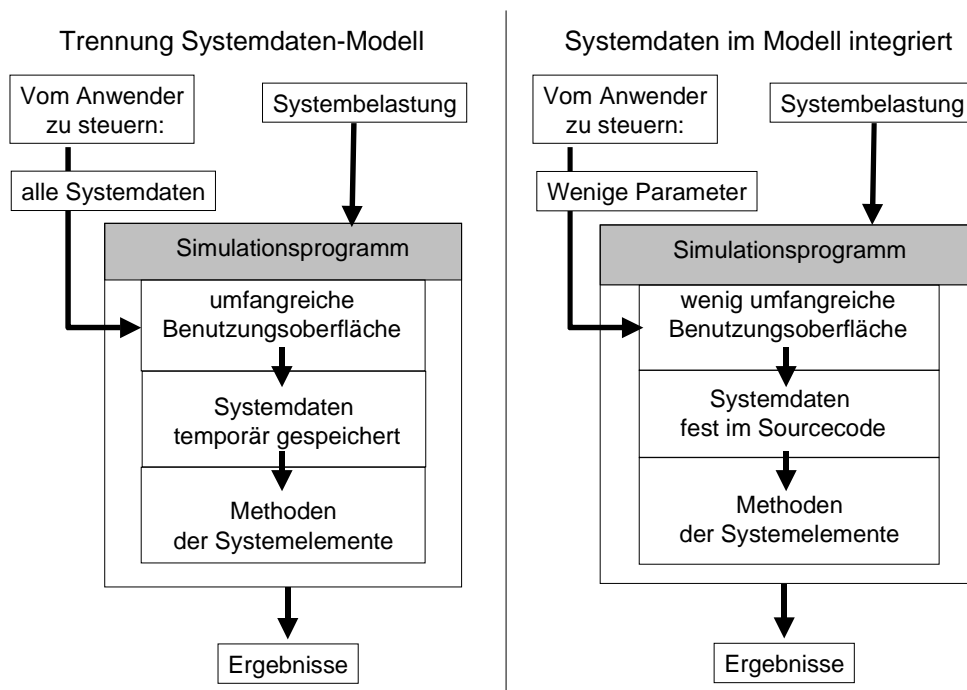 Trennung Systemdaten-Modell
Vom Anwender
zu steuern:
Systembelastung
alle Systemdaten
Simulationsprogramm
umfangreiche
Benutzungsoberfläche
Systemdaten
temporär gespeichert
Methoden
der Systemelemente
Ergebnisse
Systemdaten im Modell integriert
Vom Anwender
zu steuern:
Systembelastung
Wenige Parameter
Simulationsprogramm
wenig umfangreiche
Benutzungsoberfläche
Systemdaten
fest im Sourcecode
Methoden
der Systemelemente
Ergebnisse